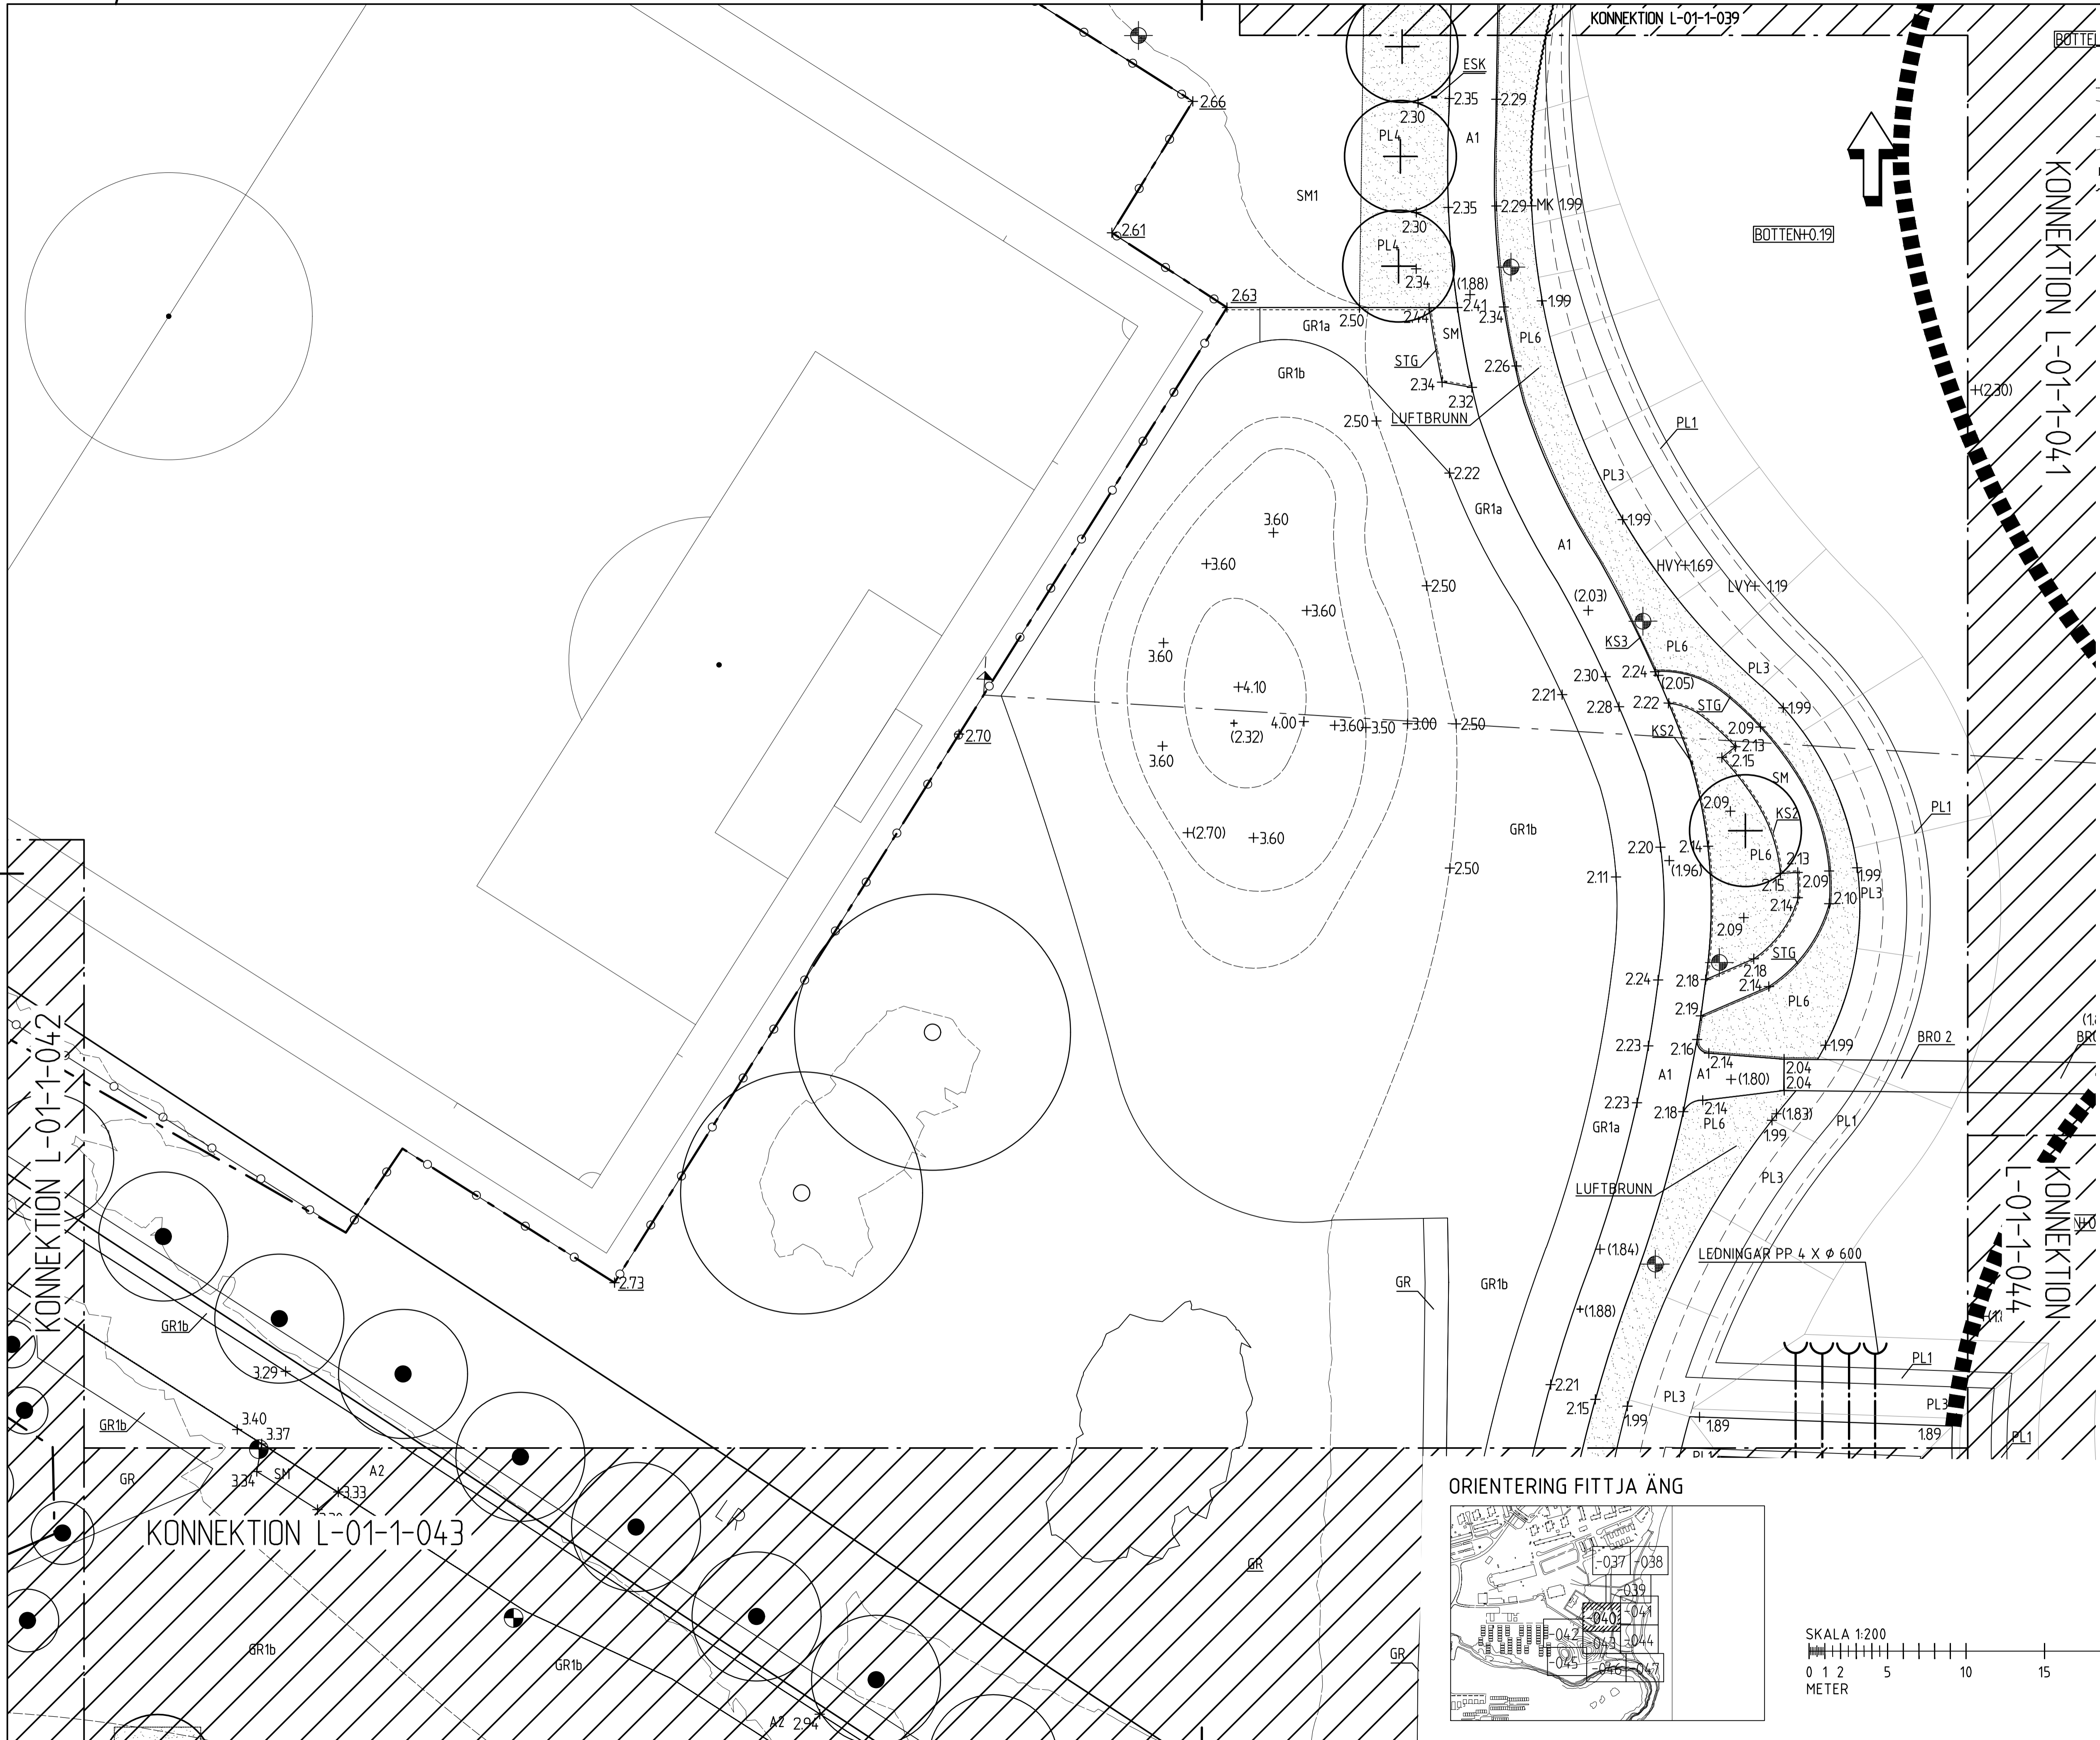 KONNEKTION L-01-1-039
ESK
2.66
2.35
2.29
2.30
PL4
A1
SM1
2.35
2.29
MK 1.99
2.30
2.61
PL4
BOTTEN+0.19
2.34
(1.88)
2.63
2.50
2.44
2.41
2.34
1.99
GR1a
SM
PL6
STG
2.26
GR1b
2.34
2.32
(2.30)
KONNEKTION L-01-1-041
2.50
LUFTBRUNN
PL1
2.22
PL3
GR1a
3.60
1.99
A1
3.60
HVY+1.69
LVY+ 1.19
2.50
(2.03)
3.60
KS3
PL6
3.60
PL3
2.30
2.24
(2.05)
4.10
2.21
2.28
2.22
STG
1.99
4.00
3.60
3.50
3.00
2.50
KS2
2.09
(2.32)
2.13
2.70
2.15
3.60
SM
2.09
KS2
PL1
(2.70)
3.60
GR1b
2.20
2.14
PL6
2.13
(1.96)
2.50
2.11
2.15
2.09
1.99
PL3
2.14
2.10
2.09
STG
2.18
2.24
2.18
2.14
PL6
2.19
2.23
2.16
1.99
BRO 2
2.14
2.04
A1
A1
(1.80)
2.04
2.23
2.18
2.14
(1.83)
PL6
1.99
PL1
GR1a
PL3
LUFTBRUNN
KONNEKTION L-01-1-042
KONNEKTION
L-01-1-044
(1.84)
LEDNINGAR PP 4 X Ø 600
2.73
GR
GR1b
GR1b
(1.88)
3.29
PL1
2.21
PL3
PL3
2.15
1.99
1.89
1.89
PL1
GR1b
3.40
3.37
GR
SM
A2
3.34
3.33
KONNEKTION L-01-1-043
GR
GR1b
GR1b
GR
A2
2.94
ORIENTERING FITTJA ÄNG
-037
-038
-039
-040
-041
-042
-043
-044
-045
-046
-047
SKALA 1:200
0 1 2 5 10 15
METER